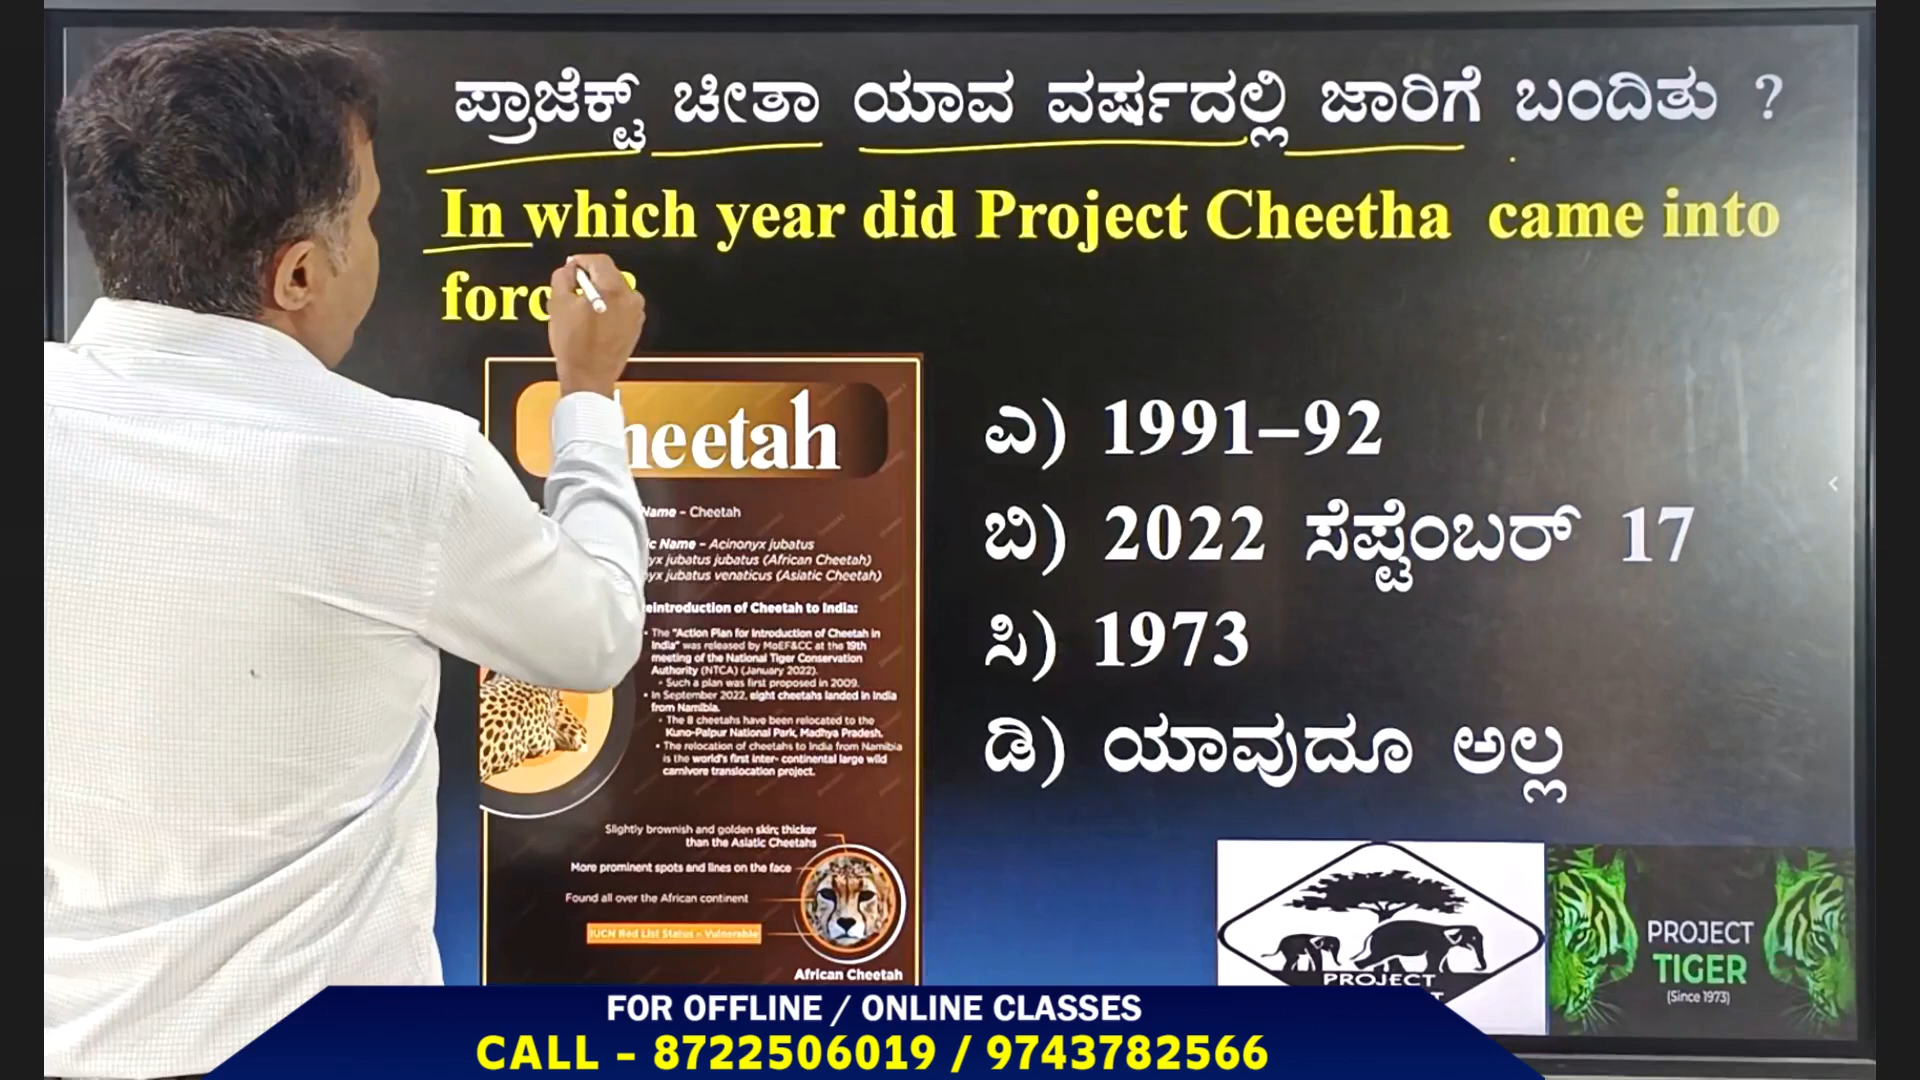 ಪ್ರಾಜೆಕ್ಟ್ ಚೀತಾ ಯಾವ ವರ್ಷದಲ್ಲಿ ಜಾರಿಗೆ ಬಂದಿತು ?
In which year did Project Cheetha came into
heetah
Name - Cheetah
Name - Acinonyx jubatus
jubatus jubatus (African Cheetah)
jubatus venaticus (Asiatic Cheetah)
eintroduction of Cheetah to India:
• The "Action Plan for Introduction of Cheetah in
India" was released by MoEF&CC at the 19th
meeting of the National Tiger Conservation
Authority (NTCA) (January 2022).
• Such a plan was first proposed in 2009.
• In September 2022, eight cheetahs landed in India
from Namibia.
• The 8 cheetahs have been relocated to the
Kuno-Palpur National Park, Madhya Pradesh.
• The relocation of cheetahs to India from Namibia
is the world's first inter- continental large wild
carnivore translocation project.
Slightly brownish and golden skin; thicker
than the Asiatic Cheetahs
More prominent spots and lines on the face
Found all over the African continent
IUCN Red List Status - Vulnerable
African Cheetah
ಎ) 1991-92
ಬಿ) 2022 ಸೆಪ್ಟೆಂಬರ್ 17
ಸಿ) 1973
ಡಿ) ಯಾವುದೂ ಅಲ್ಲ
PROJECT
PROJECT
TIGER
(Since 1973)
FOR OFFLINE / ONLINE CLASSES
CALL - 8722506019 / 9743782566